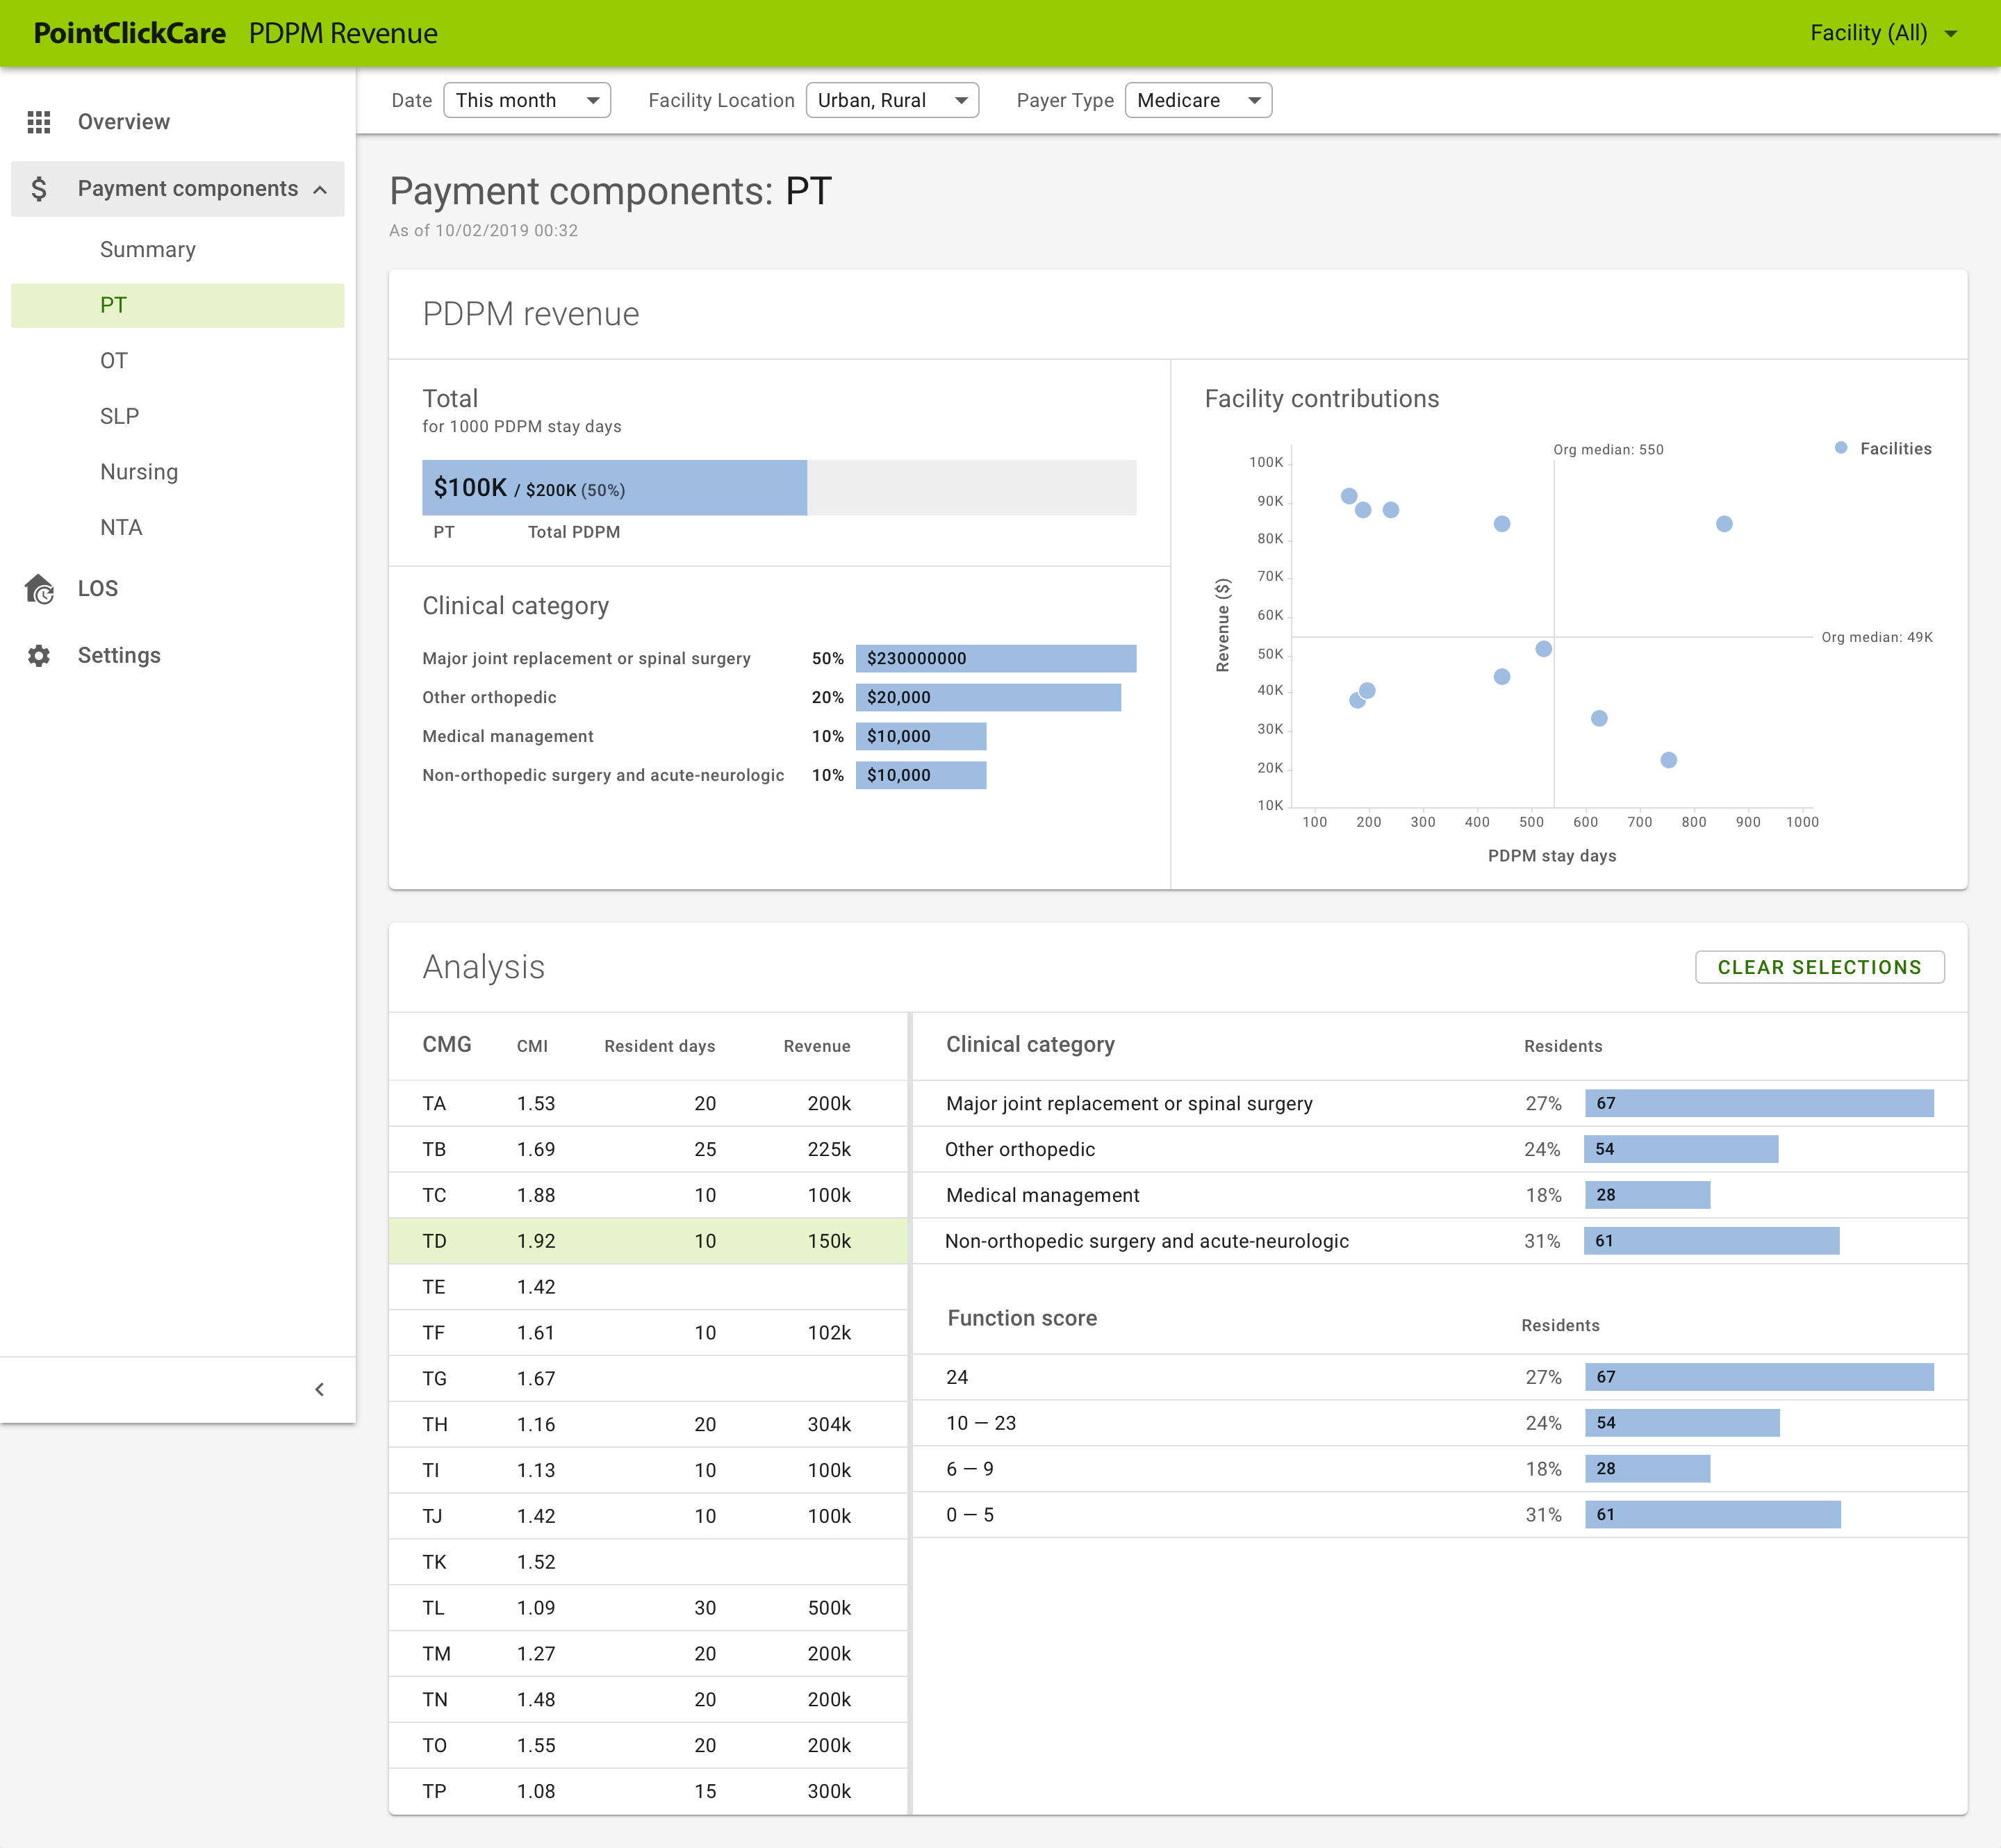 PointClickCare PDPM Revenue
Facility (All)
Date This month Facility Location Urban, Rural Payer Type Medicare
Overview
Payment components
Summary
PT
OT
SLP
Nursing
NTA
LOS
Settings
Payment components: PT
As of 10/02/2019 00:32
PDPM revenue
Total
for 1000 PDPM stay days
$100K / $200K (50%)
PT Total PDPM
Clinical category
Major joint replacement or spinal surgery 50% $230000000
Other orthopedic 20% $20,000
Medical management 10% $10,000
Non-orthopedic surgery and acute-neurologic 10% $10,000
Facility contributions
Org median: 550
Facilities
Revenue ($)
100K
90K
80K
70K
60K
Org median: 49K
50K
40K
30K
20K
10K
100 200 300 400 500 600 700 800 900 1000
PDPM stay days
Analysis
CLEAR SELECTIONS
CMG CMI Resident days Revenue
TA 1.53 20 200k
TB 1.69 25 225k
TC 1.88 10 100k
TD 1.92 10 150k
TE 1.42
TF 1.61 10 102k
TG 1.67
TH 1.16 20 304k
TI 1.13 10 100k
TJ 1.42 10 100k
TK 1.52
TL 1.09 30 500k
TM 1.27 20 200k
TN 1.48 20 200k
TO 1.55 20 200k
TP 1.08 15 300k
Clinical category Residents
Major joint replacement or spinal surgery 27% 67
Other orthopedic 24% 54
Medical management 18% 28
Non-orthopedic surgery and acute-neurologic 31% 61
Function score Residents
24 27% 67
10 — 23 24% 54
6 — 9 18% 28
0 — 5 31% 61